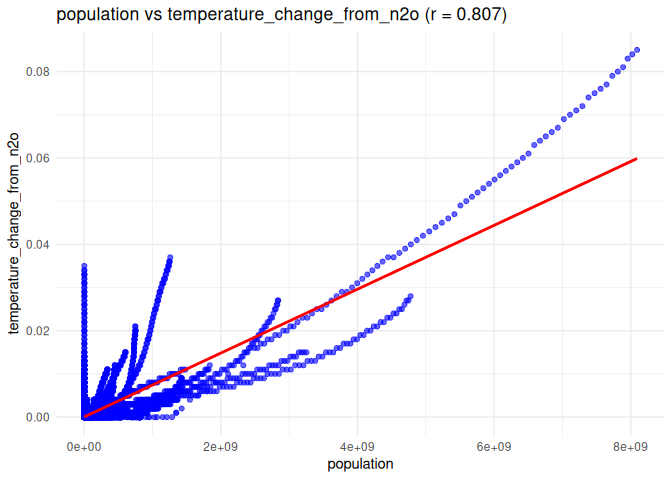 population vs temperature_change_from_n2o (r = 0.807)
temperature_change_from_n2o
0.08
0.06
0.04
0.02
0.00
0e+00
2e+09
4e+09
6e+09
8e+09
population